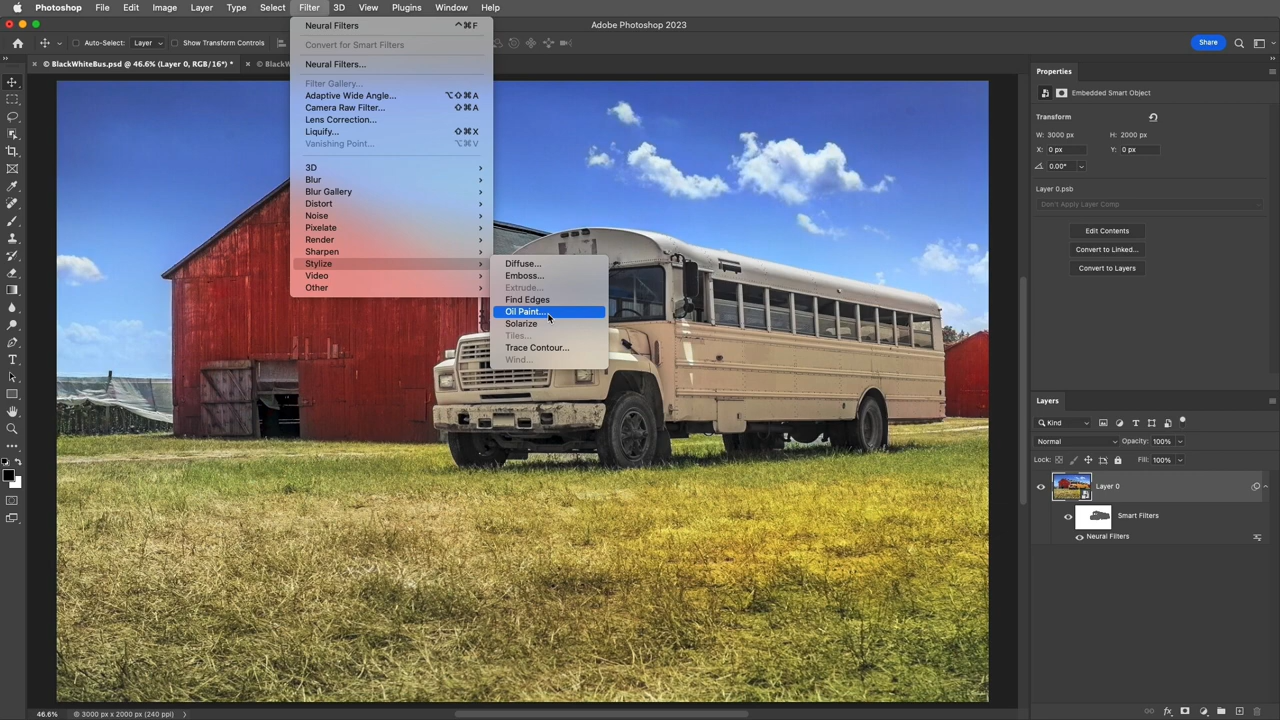 Photoshop File Edit Image Layer Type Select Filter 3D View Plugins Window Help
Adobe Photoshop 2023
Auto-Select: Layer Show Transform Controls
Share
© BlackWhiteBus.psd @ 46.6% (Layer 0, RGB/16*) *
© BlackW
Neural Filters ^⌘F
Convert for Smart Filters
Neural Filters...
Filter Gallery...
Adaptive Wide Angle... ⌥⇧⌘A
Camera Raw Filter... ⇧⌘A
Lens Correction...
Liquify... ⇧⌘X
Vanishing Point... ⌥⌘V
3D
Blur
Blur Gallery
Distort
Noise
Pixelate
Render
Sharpen
Stylize
Video
Other
Diffuse...
Emboss...
Extrude...
Find Edges
Oil Paint...
Solarize
Tiles...
Trace Contour...
Wind...
Properties
Embedded Smart Object
Transform
W: 3000 px H: 2000 px
X: 0 px Y: 0 px
0.00°
Layer 0.psb
Don't Apply Layer Comp
Edit Contents
Convert to Linked...
Convert to Layers
Layers
Kind
Normal Opacity: 100%
Lock: Fill: 100%
Layer 0
Smart Filters
Neural Filters
46.6% 3000 px x 2000 px (240 ppi)